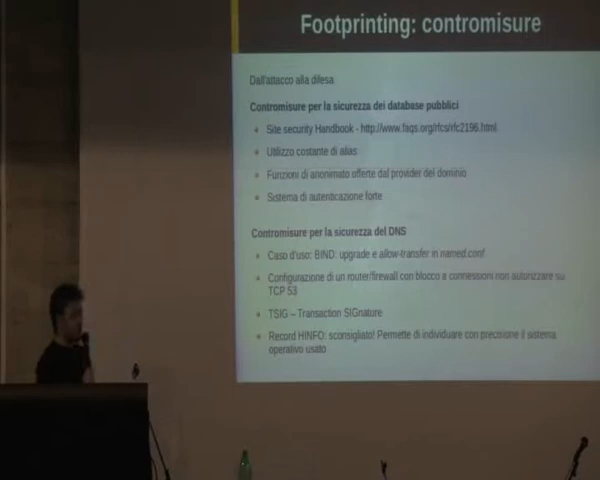 Footprinting: contromisure
Dall'attacco alla difesa
Contromisure per la sicurezza dei database pubblici
Site security Handbook - http://www.faqs.org/rfcs/rfc2196.html
Utilizzo costante di alias
Funzioni di anonimato offerte dal provider del dominio
Sistema di autenticazione forte
Contromisure per la sicurezza del DNS
Caso d'uso: BIND: upgrade e allow-transfer in named.conf
Configurazione di un router/firewall con blocco a connessioni non autorizzare su
TCP 53
TSIG – Transaction SIGnature
Record HINFO: sconsigliato! Permette di individuare con precisione il sistema
operativo usato